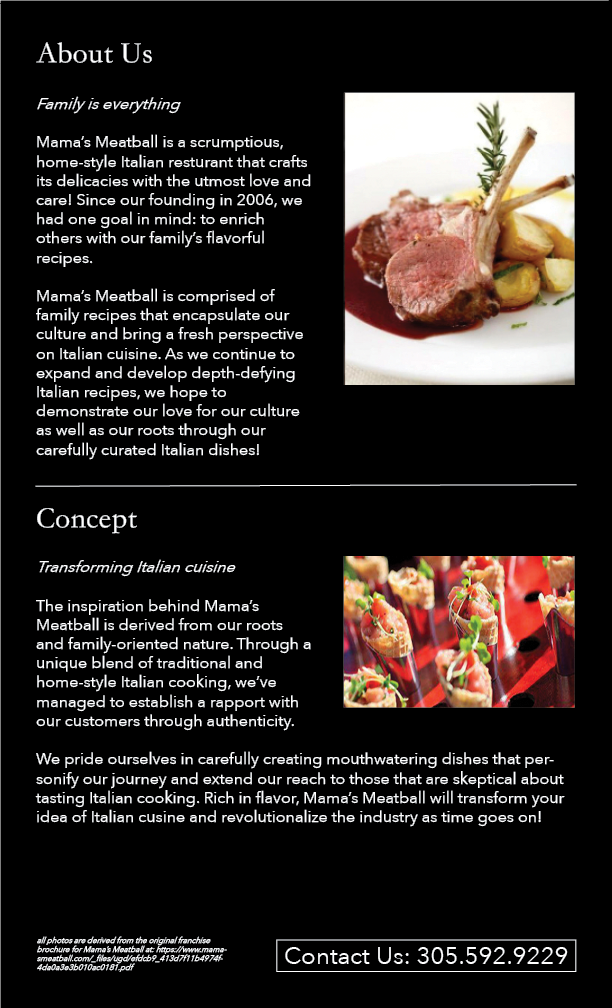 About Us
Family is everything
Mama's Meatball is a scrumptious,
home-style Italian resturant that crafts
its delicacies with the utmost love and
care! Since our founding in 2006, we
had one goal in mind: to enrich
others with our family's flavorful
recipes.
Mama's Meatball is comprised of
family recipes that encapsulate our
culture and bring a fresh perspective
on Italian cuisine. As we continue to
expand and develop depth-defying
Italian recipes, we hope to
demonstrate our love for our culture
as well as our roots through our
carefully curated Italian dishes!
Concept
Transforming Italian cuisine
The inspiration behind Mama's
Meatball is derived from our roots
and family-oriented nature. Through a
unique blend of traditional and
home-style Italian cooking, we've
managed to establish a rapport with
our customers through authenticity.
We pride ourselves in carefully creating mouthwatering dishes that per-
sonify our journey and extend our reach to those that are skeptical about
tasting Italian cooking. Rich in flavor, Mama's Meatball will transform your
idea of Italian cusine and revolutionalize the industry as time goes on!
all photos are derived from the original franchise
brochure for Mama's Meatball at: https://www.mama-
smeatball.com/_files/ugd/efdcb9_413d7f11b4974f-
4da0a3e3b010ac0181.pdf
Contact Us: 305.592.9229